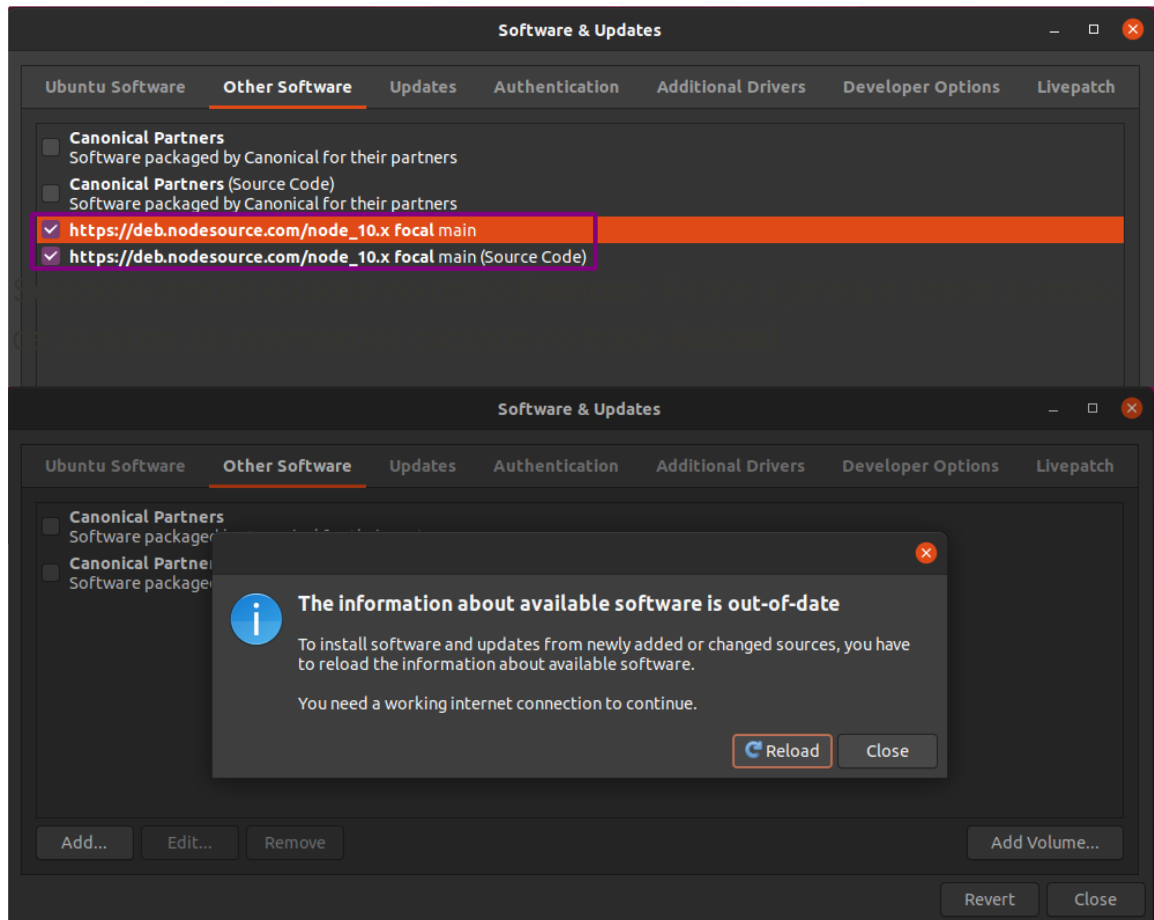 Software & Updates
Ubuntu Software Other Software Updates Authentication Additional Drivers Developer Options Livepatch
Canonical Partners
Software packaged by Canonical for their partners
Canonical Partners (Source Code)
Software packaged by Canonical for their partners
https://deb.nodesource.com/node_10.x focal main
https://deb.nodesource.com/node_10.x focal main (Source Code)
Software & Updates
Ubuntu Software Other Software Updates Authentication Additional Drivers Developer Options Livepatch
Canonical Partners
Software
Canonical
Software
The information about available software is out-of-date
To install software and updates from newly added or changed sources, you have
to reload the information about available software.
You need a working internet connection to continue.
Reload Close
Add... Edit... Remove Add Volume...
Revert Close